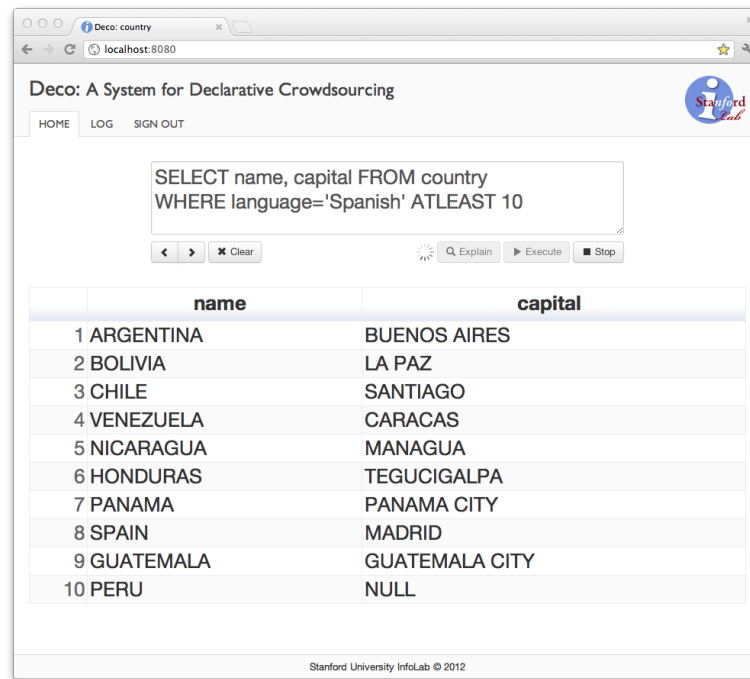 Deco: country
localhost:8080
Deco: A System for Declarative Crowdsourcing
Stanford
Lab
HOME LOG SIGN OUT
SELECT name, capital FROM country
WHERE language='Spanish' ATLEAST 10
Clear Explain Execute Stop
name capital
1 ARGENTINA BUENOS AIRES
2 BOLIVIA LA PAZ
3 CHILE SANTIAGO
4 VENEZUELA CARACAS
5 NICARAGUA MANAGUA
6 HONDURAS TEGUCIGALPA
7 PANAMA PANAMA CITY
8 SPAIN MADRID
9 GUATEMALA GUATEMALA CITY
10 PERU NULL
Stanford University InfoLab © 2012